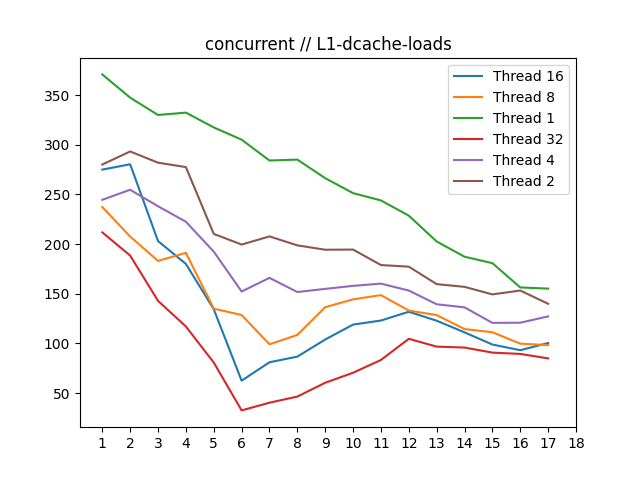 concurrent // L1-dcache-loads
Thread 16
Thread 8
Thread 1
Thread 32
Thread 4
Thread 2
350
300
250
200
150
100
50
1 2 3 4 5 6 7 8 9 10 11 12 13 14 15 16 17 18